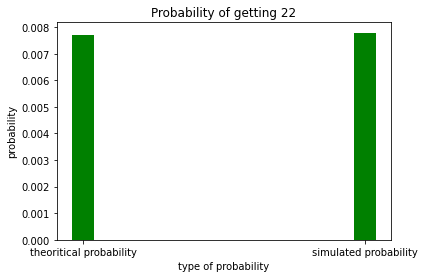 Probability of getting 22
0.008
0.007
0.006
0.005
0.004
0.003
0.002
0.001
0.000
probability
theoritical probability
simulated probability
type of probability